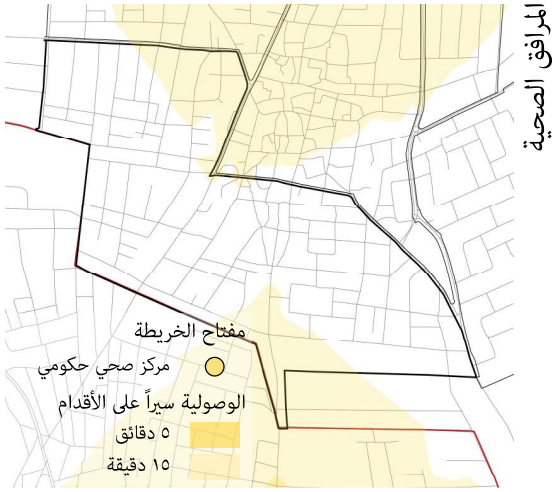 المرافق الصحية
مفتاح الخريطة
مركز صحي حكومي
الوصولية سيراً على الأقدام
٥ دقائق
١٥ دقيقة